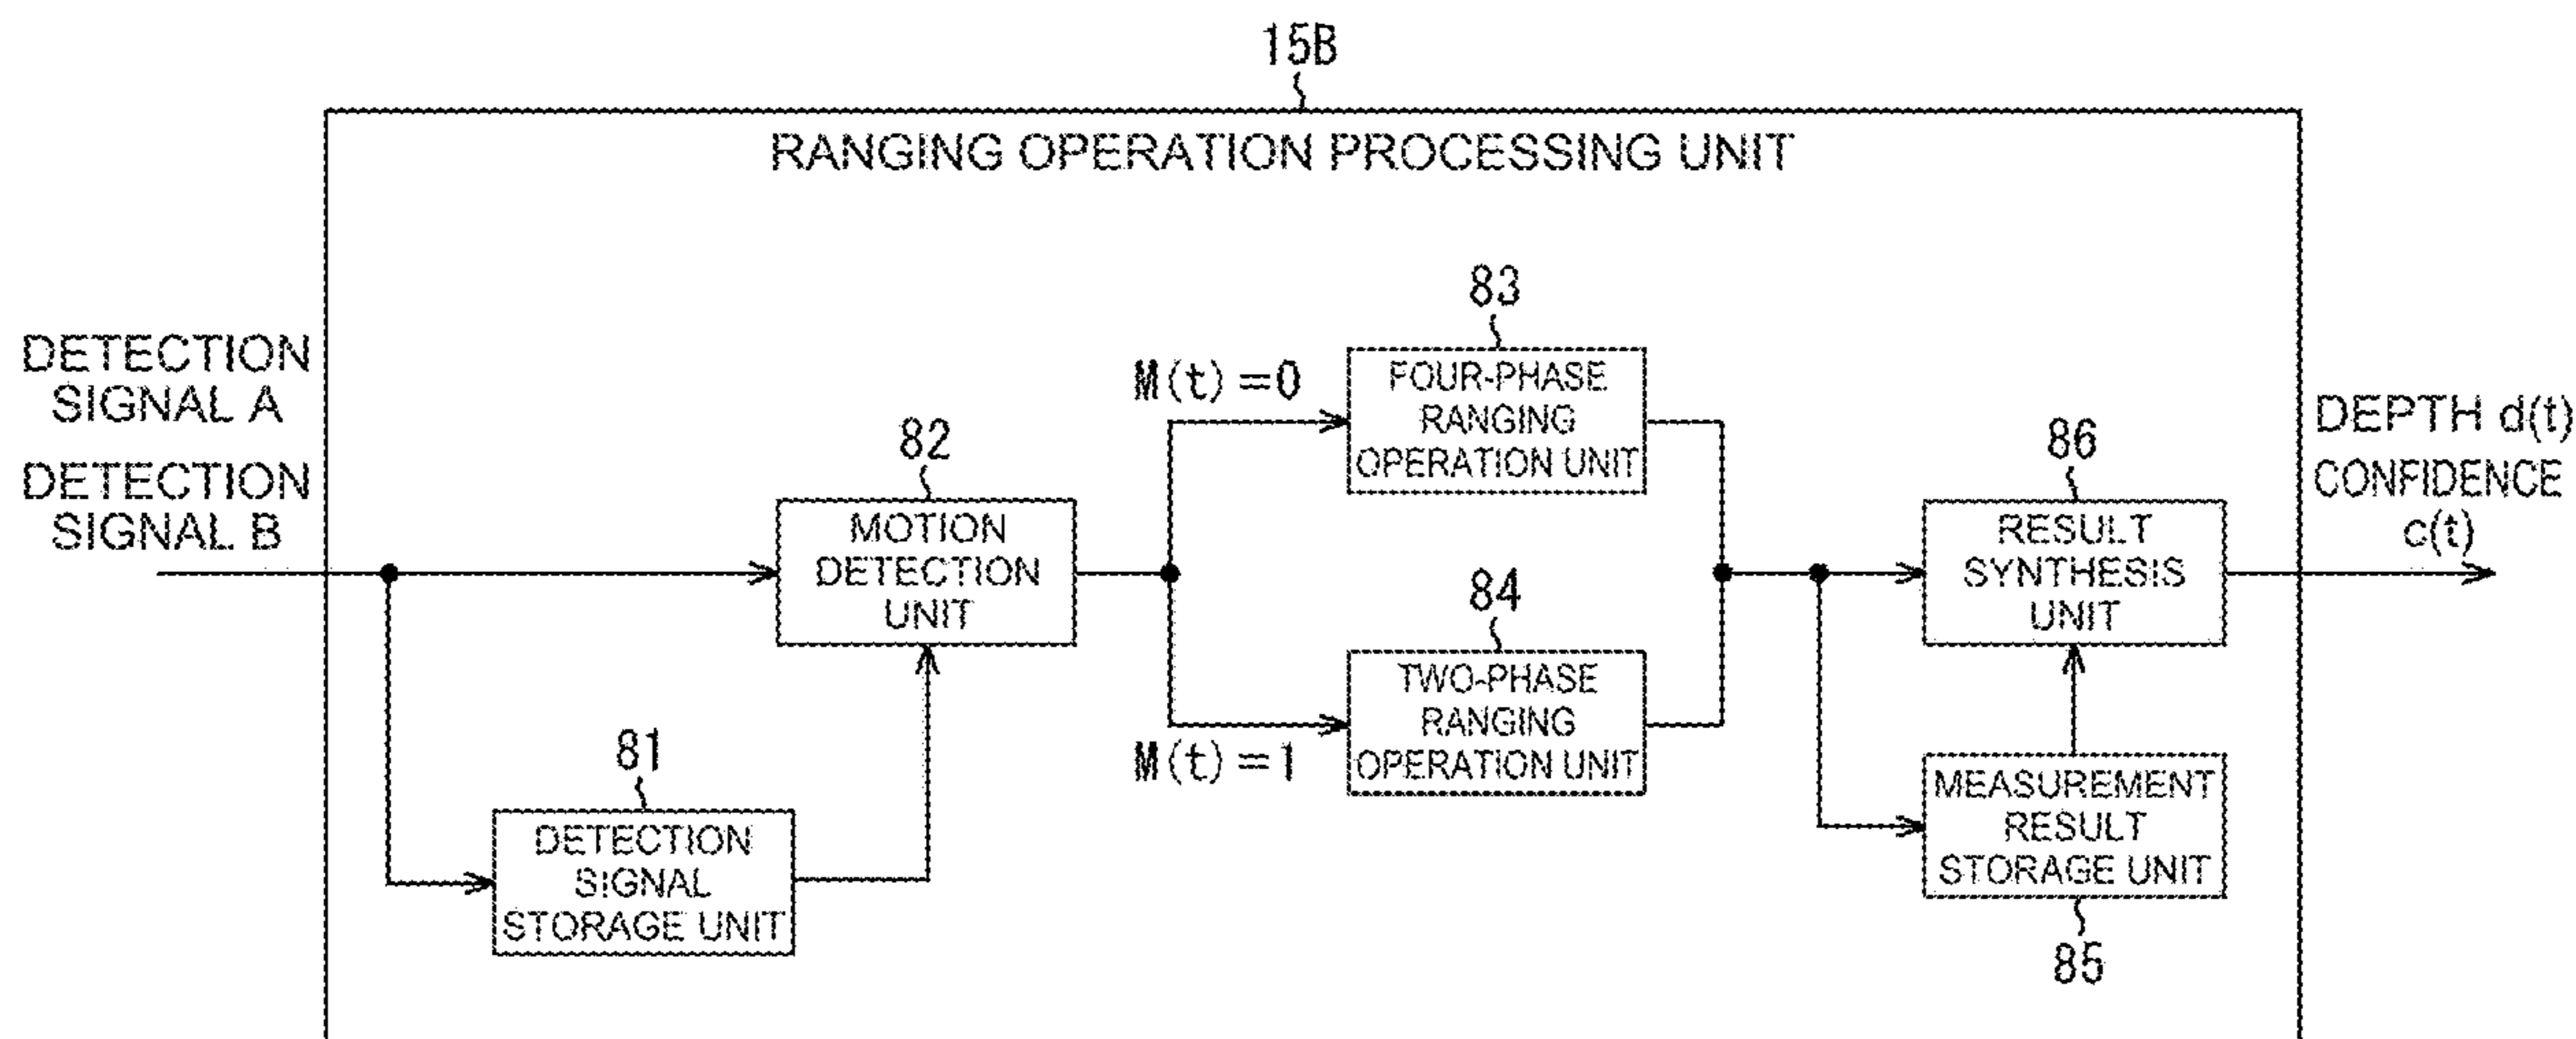 15B
RANGING OPERATION PROCESSING UNIT
DETECTION
SIGNAL A
DETECTION
SIGNAL B
81
DETECTION
SIGNAL
STORAGE UNIT
82
MOTION
DETECTION
UNIT
M(t)=0
M(t)=1
83
FOUR-PHASE
RANGING
OPERATION UNIT
84
TWO-PHASE
RANGING
OPERATION UNIT
86
RESULT
SYNTHESIS
UNIT
MEASUREMENT
RESULT
STORAGE UNIT
85
DEPTH d(t)
CONFIDENCE
c(t)